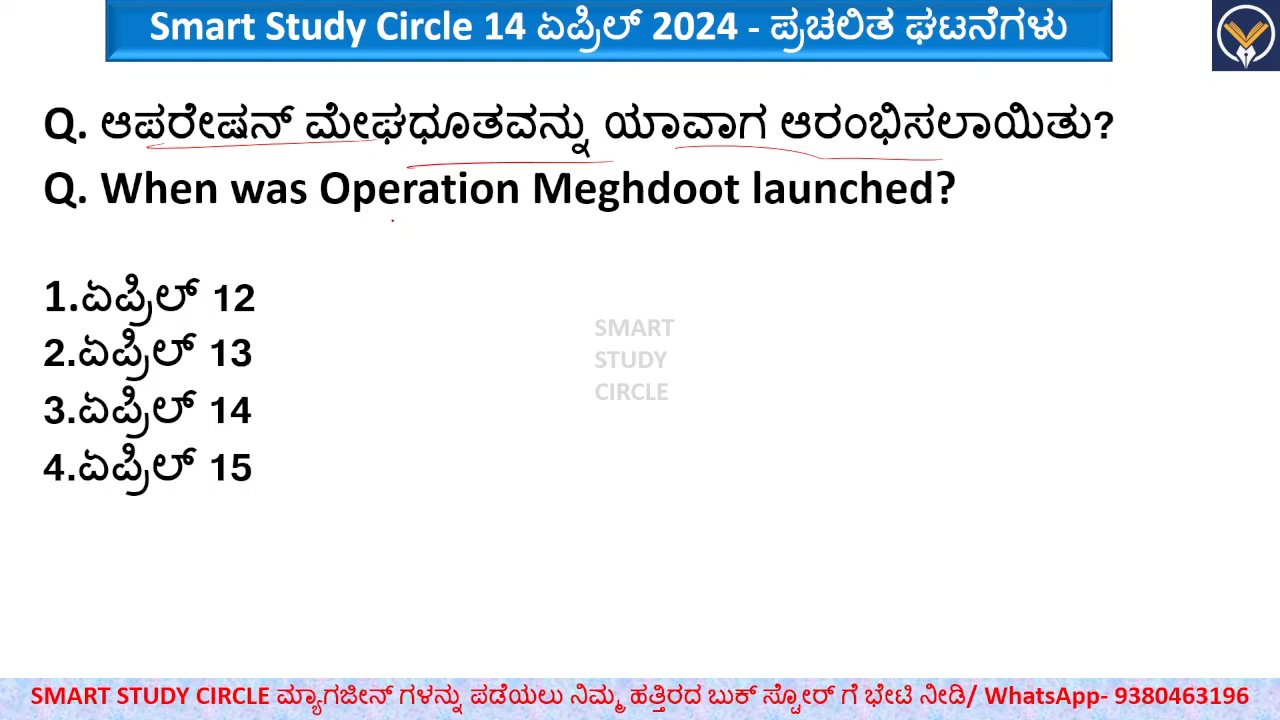 Smart Study Circle 14 ಏಪ್ರಿಲ್ 2024 - ಪ್ರಚಲಿತ ಘಟನೆಗಳು
Q. ಆಪರೇಷನ್ ಮೇಘಧೂತವನ್ನು ಯಾವಾಗ ಆರಂಭಿಸಲಾಯಿತು?
Q. When was Operation Meghdoot launched?
1.ಏಪ್ರಿಲ್ 12
2.ಏಪ್ರಿಲ್ 13
3.ಏಪ್ರಿಲ್ 14
4.ಏಪ್ರಿಲ್ 15
SMART
STUDY
CIRCLE
SMART STUDY CIRCLE ಮ್ಯಾಗಜೀನ್ ಗಳನ್ನು ಪಡೆಯಲು ನಿಮ್ಮ ಹತ್ತಿರದ ಬುಕ್ ಸ್ಟೋರ್ ಗೆ ಭೇಟಿ ನೀಡಿ/ WhatsApp- 9380463196